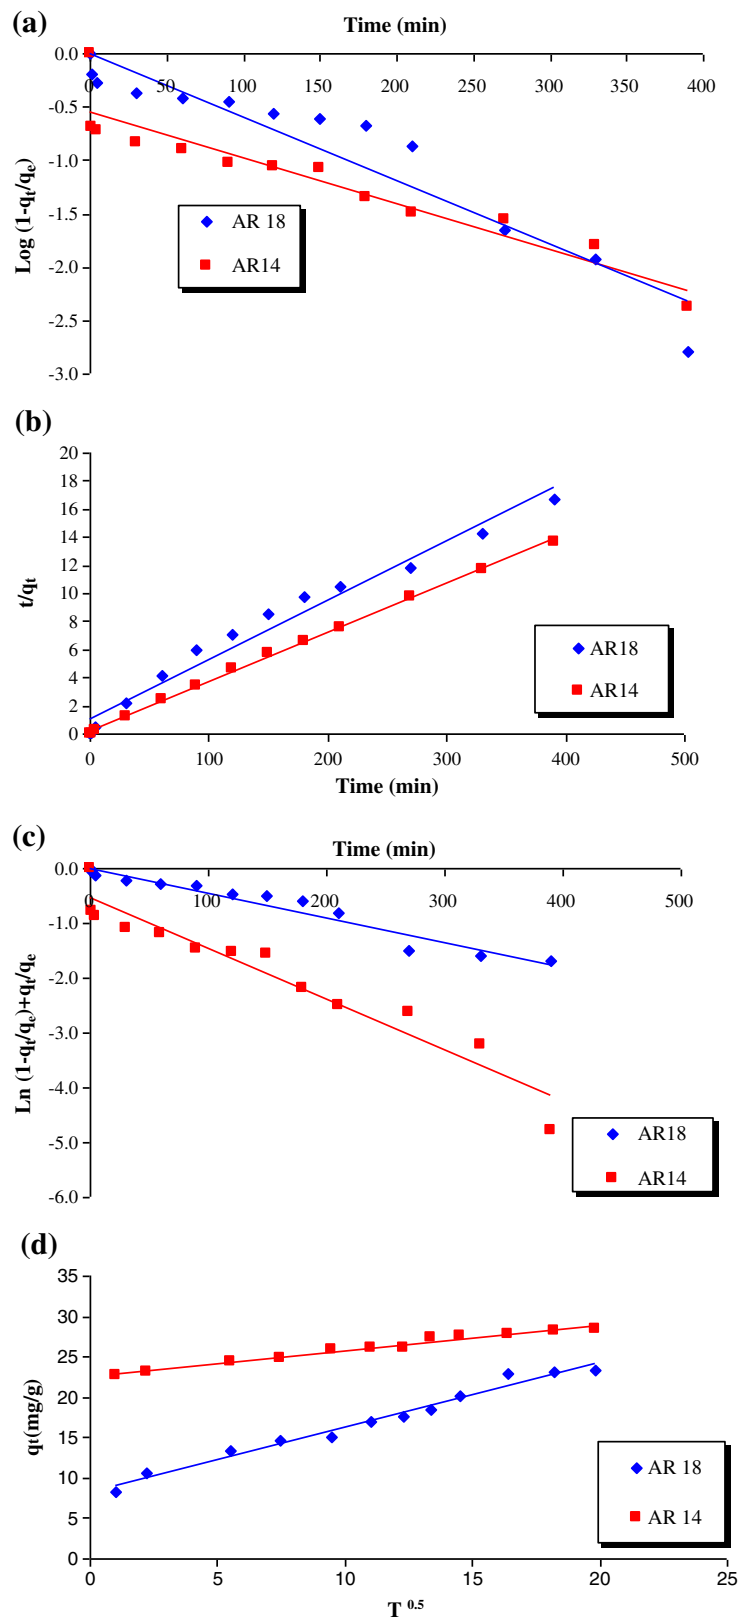 (a)
Time (min)
0.0
0 50 100 150 200 250 300 350 400
-0.5
-1.0
-1.5
-2.0
-2.5
-3.0
Log (1-qt/qe)
AR 18
AR14
(b)
20
18
16
14
12
10
8
6
4
2
0
t/qt
AR18
AR14
0 100 200 300 400 500
Time (min)
(c)
Time (min)
0.0
0 100 200 300 400 500
-1.0
-2.0
-3.0
-4.0
-5.0
-6.0
Ln (1-qt/qe)+qt/qe
AR18
AR14
(d)
35
30
25
20
15
10
5
0
qt(mg/g)
AR 18
AR 14
0 5 10 15 20 25
T 0.5